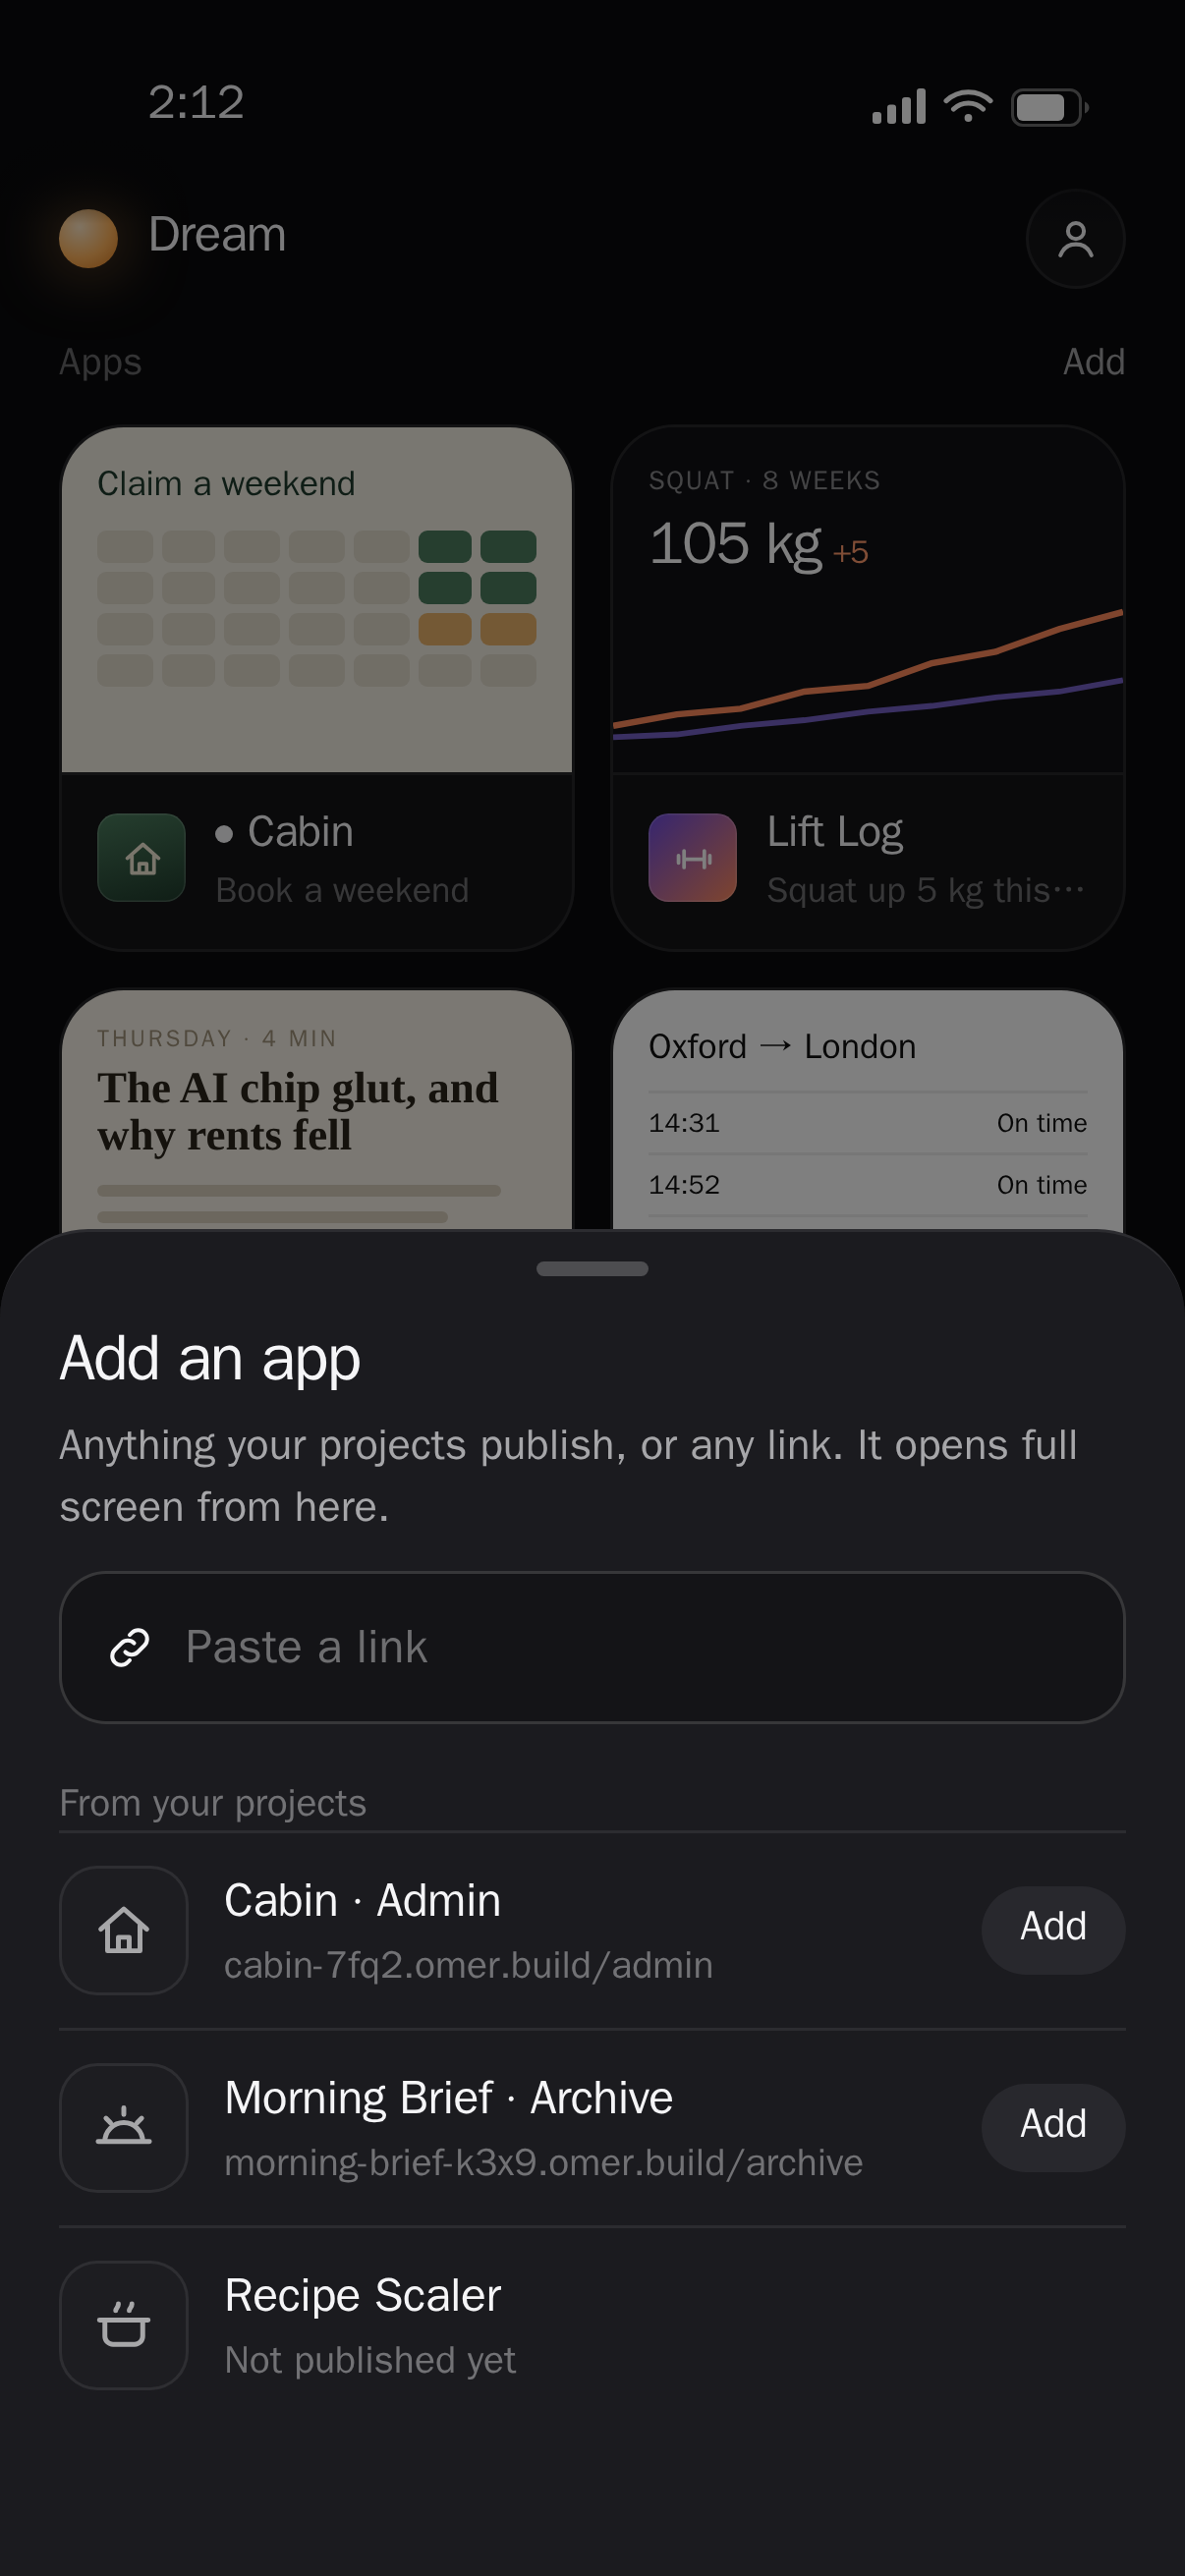 2:12
Dream
Apps
Add
Claim a weekend
SQUAT · 8 WEEKS
105 kg +5
Cabin
Book a weekend
Lift Log
Squat up 5 kg this···
THURSDAY · 4 MIN
The AI chip glut, and
why rents fell
Oxford → London
14:31 On time
14:52 On time
Add an app
Anything your projects publish, or any link. It opens full
screen from here.
Paste a link
From your projects
Cabin · Admin
cabin-7fq2.omer.build/admin
Add
Morning Brief · Archive
morning-brief-k3x9.omer.build/archive
Add
Recipe Scaler
Not published yet